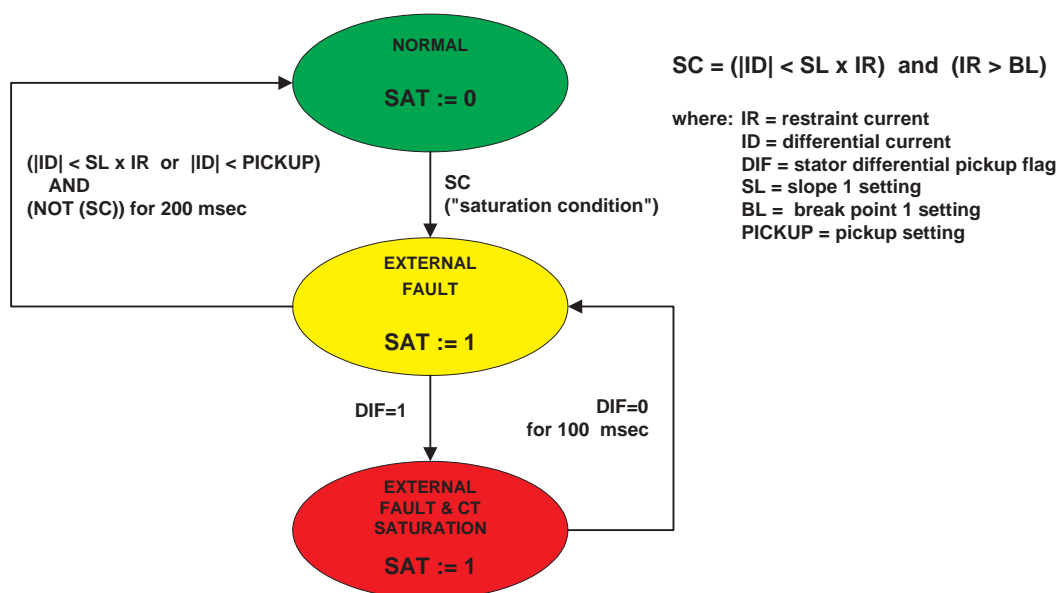 NORMAL
SAT := 0
SC = (|ID| < SL x IR) and (IR > BL)
where: IR = restraint current
ID = differential current
DIF = stator differential pickup flag
SL = slope 1 setting
BL = break point 1 setting
PICKUP = pickup setting
(|ID| < SL x IR or |ID| < PICKUP)
AND
(NOT (SC)) for 200 msec
SC
("saturation condition")
EXTERNAL
FAULT
SAT := 1
DIF=1
DIF=0
for 100 msec
EXTERNAL
FAULT & CT
SATURATION
SAT := 1